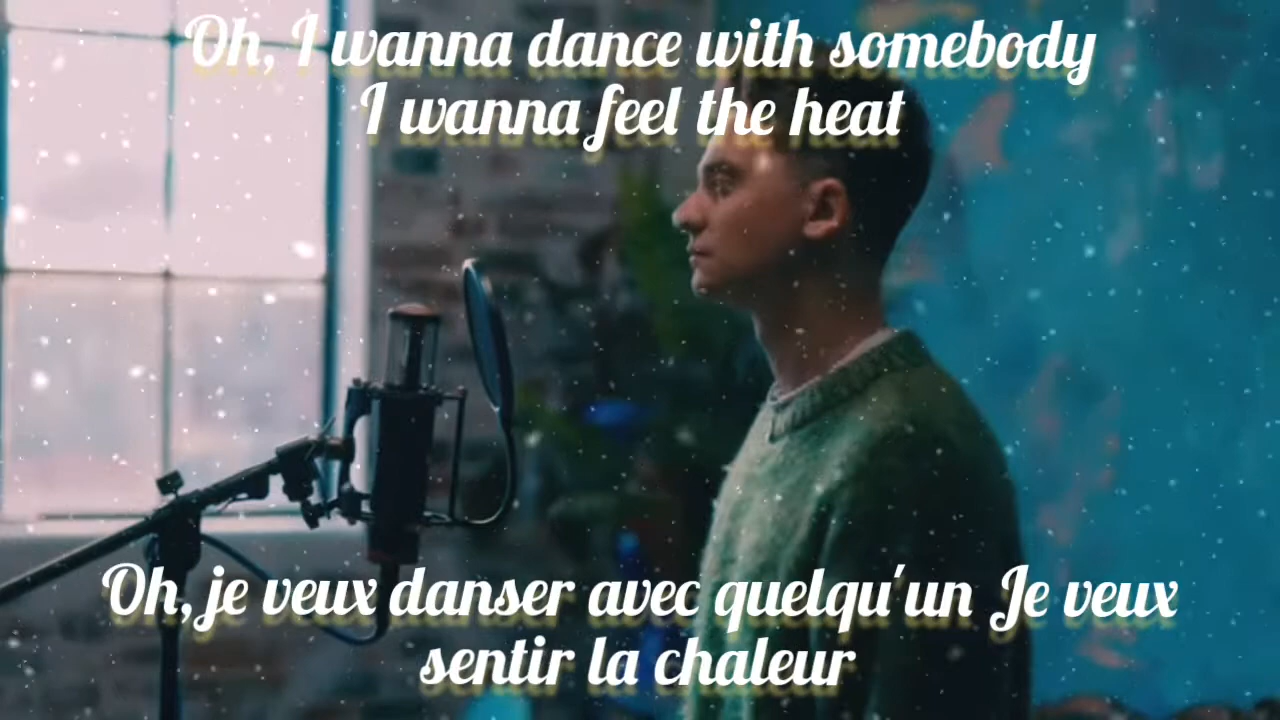 Oh, I wanna dance with somebody
I wanna feel the heat
Oh, je veux danser avec quelqu'un Je veux
sentir la chaleur